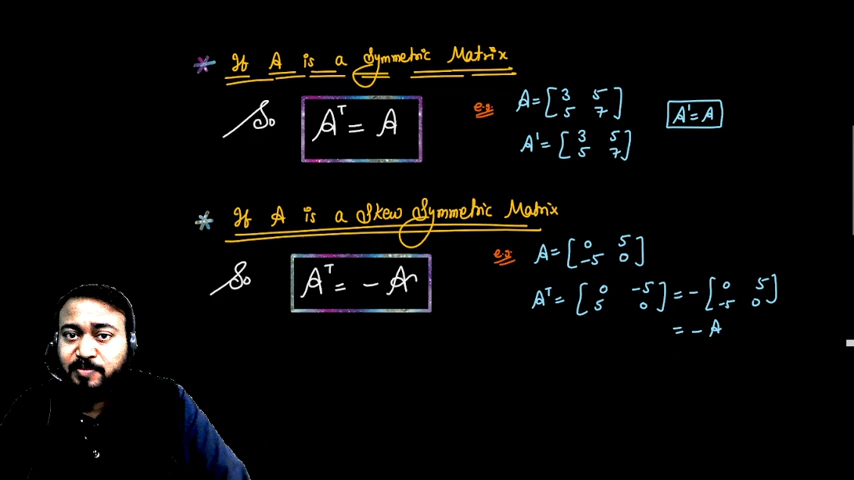 * If A is a Symmetric Matrix
So Aᵀ = A
e.g. A = [3 5
5 7]
A' = [3 5
5 7]
A' = A
* If A is a Skew Symmetric Matrix
So Aᵀ = - A
e.g. A = [0 5
-5 0]
Aᵀ = [0 -5
5 0] = - [0 5
-5 0]
= - A